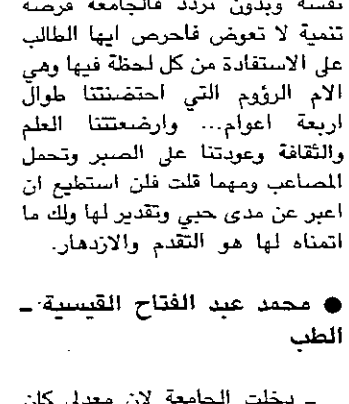 نفسه وبدون تردد فالجامعة فرصة
تنمية لا تعوض فاحرص ايها الطالب
على الاستفادة من كل لحظة فيها وهي
الام الرؤوم التي احتضنتنا طوال
اربعة اعوام... وارضعتتنا العلم
والثقافة وعودتنا على الصبر وتحمل
المصاعب ومهما قلت فلن استطيع ان
اعبر عن مدى حبي وتقدير لها ولك ما
اتمناه لها هو التقدم والازدهار.
● محمد عبد الفتاح القيسية ـ
الطب
ـ دخلت الجامعة لان معدلي كان